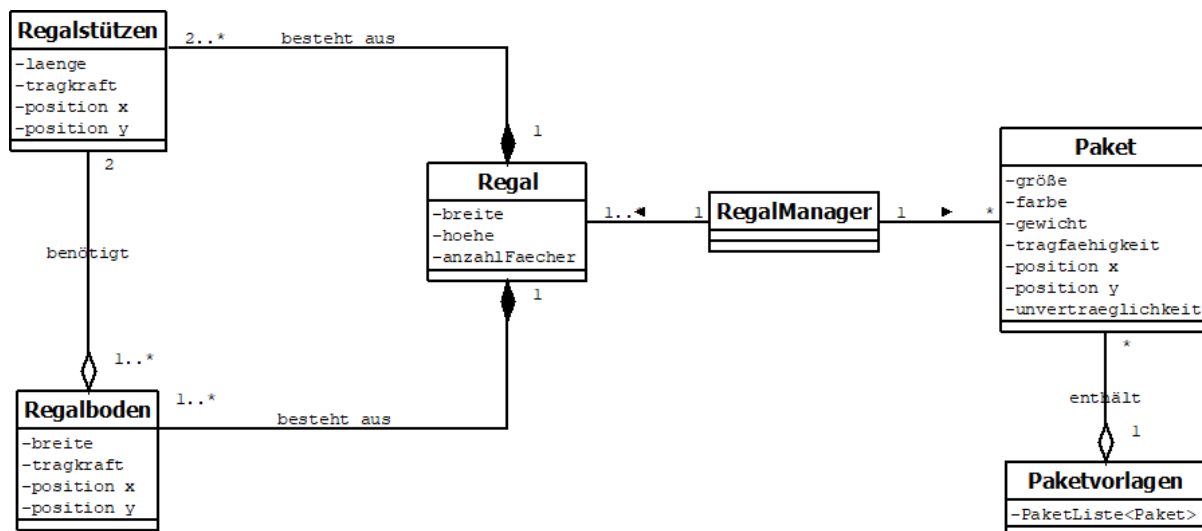 Regalstützen
-laenge
-tragkraft
-position x
-position y
2..*
besteht aus
1
2
benötigt
1..*
Regal
-breite
-hoehe
-anzahlFaecher
1
1..*
1
RegalManager
1
*
Paket
-größe
-farbe
-gewicht
-tragfaehigkeit
-position x
-position y
-unvertraeglichkeit
*
enthält
1
Regalboden
-breite
-tragkraft
-position x
-position y
1..*
besteht aus
Paketvorlagen
-PaketListe<Paket>